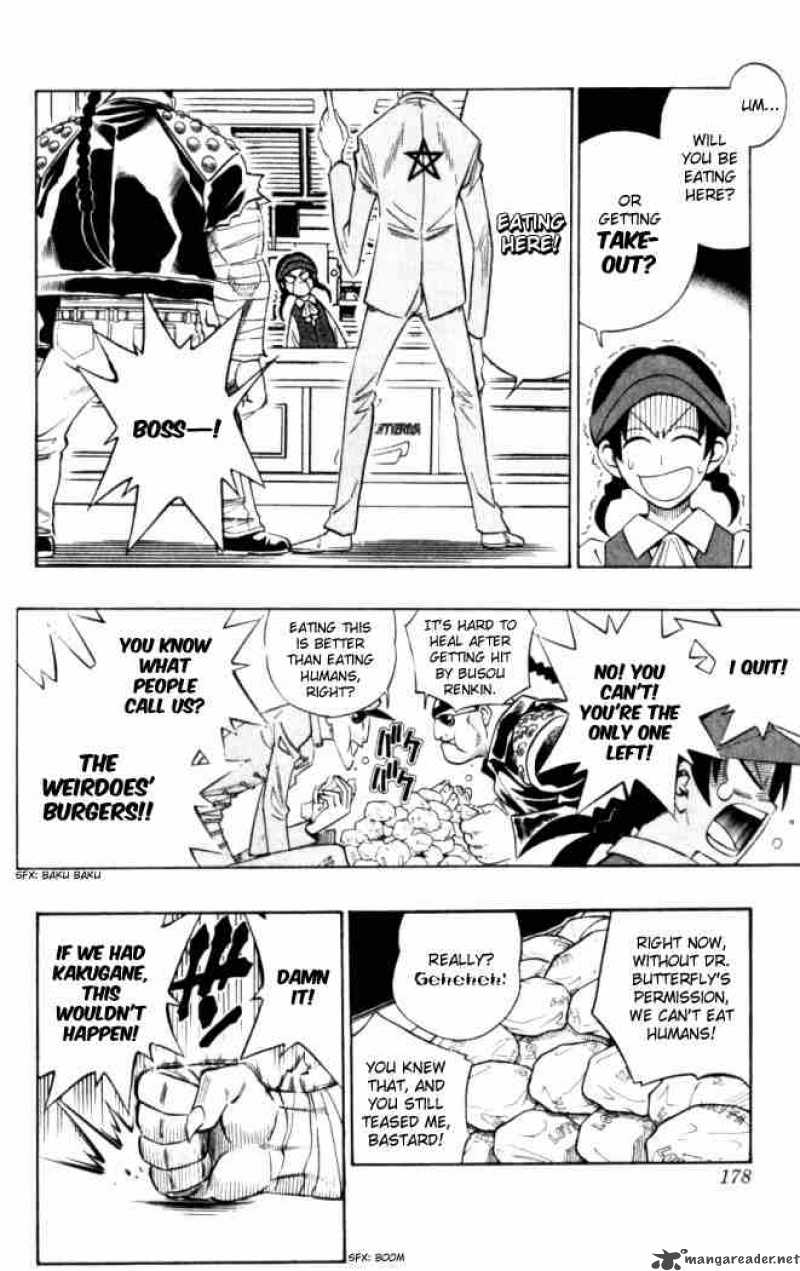 UM...
WILL
YOU BE
EATING
HERE?
OR
GETTING
TAKE-
OUT?
EATING
HERE!
BOSS—!
I QUIT!
NO! YOU
CAN'T!
YOU'RE THE
ONLY ONE
LEFT!
IT'S HARD TO
HEAL AFTER
GETTING HIT
BY BUSOU
RENKIN.
EATING THIS
IS BETTER
THAN EATING
HUMANS,
RIGHT?
バク
バク
YOU KNOW
WHAT
PEOPLE
CALL US?
THE
WEIRDOES'
BURGERS!!
SFX: BAKU BAKU
RIGHT NOW,
WITHOUT DR.
BUTTERFLY'S
PERMISSION,
WE CAN'T EAT
HUMANS!
REALLY?
Geheheh!
YOU KNEW
THAT, AND
YOU STILL
TEASED ME,
BASTARD!
DAMN
IT!
IF WE HAD
KAKUGANE,
THIS
WOULDN'T
HAPPEN!
SFX: BOOM
178
mangareader.net